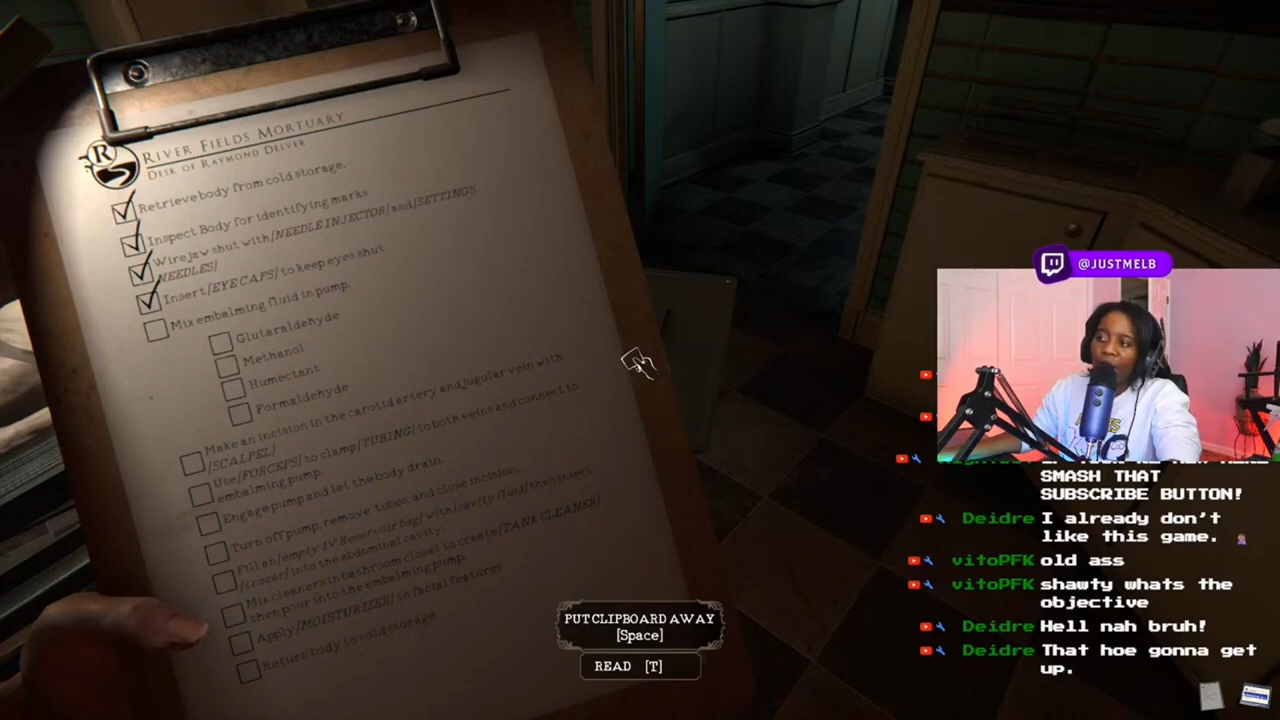 RIVER FIELDS MORTUARY
DESK OF RAYMOND DELVER
R
Retrieve body from cold storage.
Inspect Body for identifying marks
Wire jaw shut with [NEEDLE INJECTOR] and [SETTINGS
NEEDLES]
Insert [EYE CAPS] to keep eyes shut
Mix embalming fluid in pump.
Glutaraldehyde
Methanol
Humectant
Formaldehyde
Make an incision in the carotid artery and jugular vein with
[SCALPEL].
Use [FORCEPS] to clamp [TUBING] to both veins and connect to
embalming pump.
Engage pump and let the body drain.
Turn off pump, remove tubes, and close incision.
Fill an [empty IV Reservoir bag] with [cavity fluid] then insert
[trocar] into the abdominal cavity.
Mix cleaners in bathroom closet to create [TANK CLEANER]
then pour into the embalming pump.
Apply [MOISTURIZER] to facial features
Return body to cold storage
PUT CLIPBOARD AWAY
[Space]
READ [T]
@JUSTMELB
SMASH THAT
SUBSCRIBE BUTTON!
Deidre I already don't
like this game.
vitoPFK old ass
vitoPFK shawty whats the
objective
Deidre Hell nah bruh!
Deidre That hoe gonna get
up.